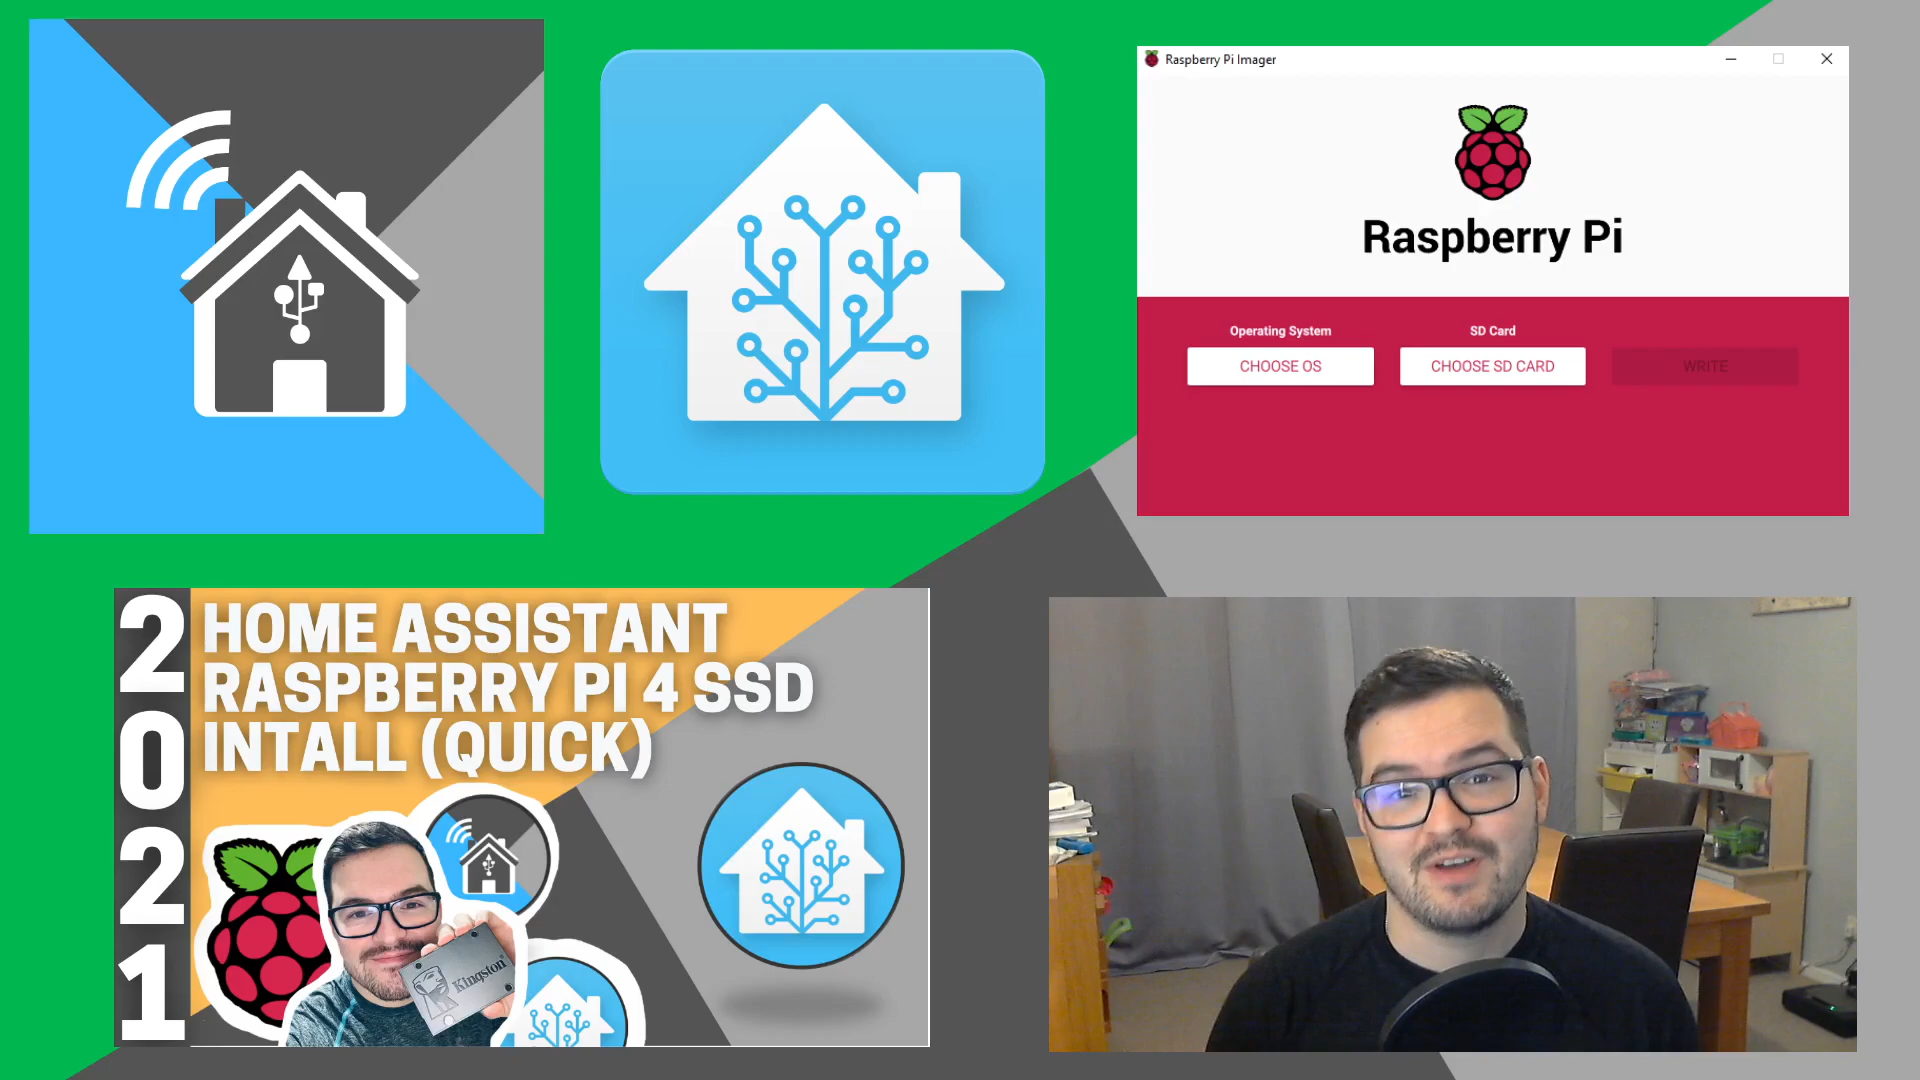 Raspberry Pi Imager
Raspberry Pi
Operating System
SD Card
CHOOSE OS
CHOOSE SD CARD
WRITE
2021
HOME ASSISTANT
RASPBERRY PI 4 SSD
INTALL (QUICK)
Kingston